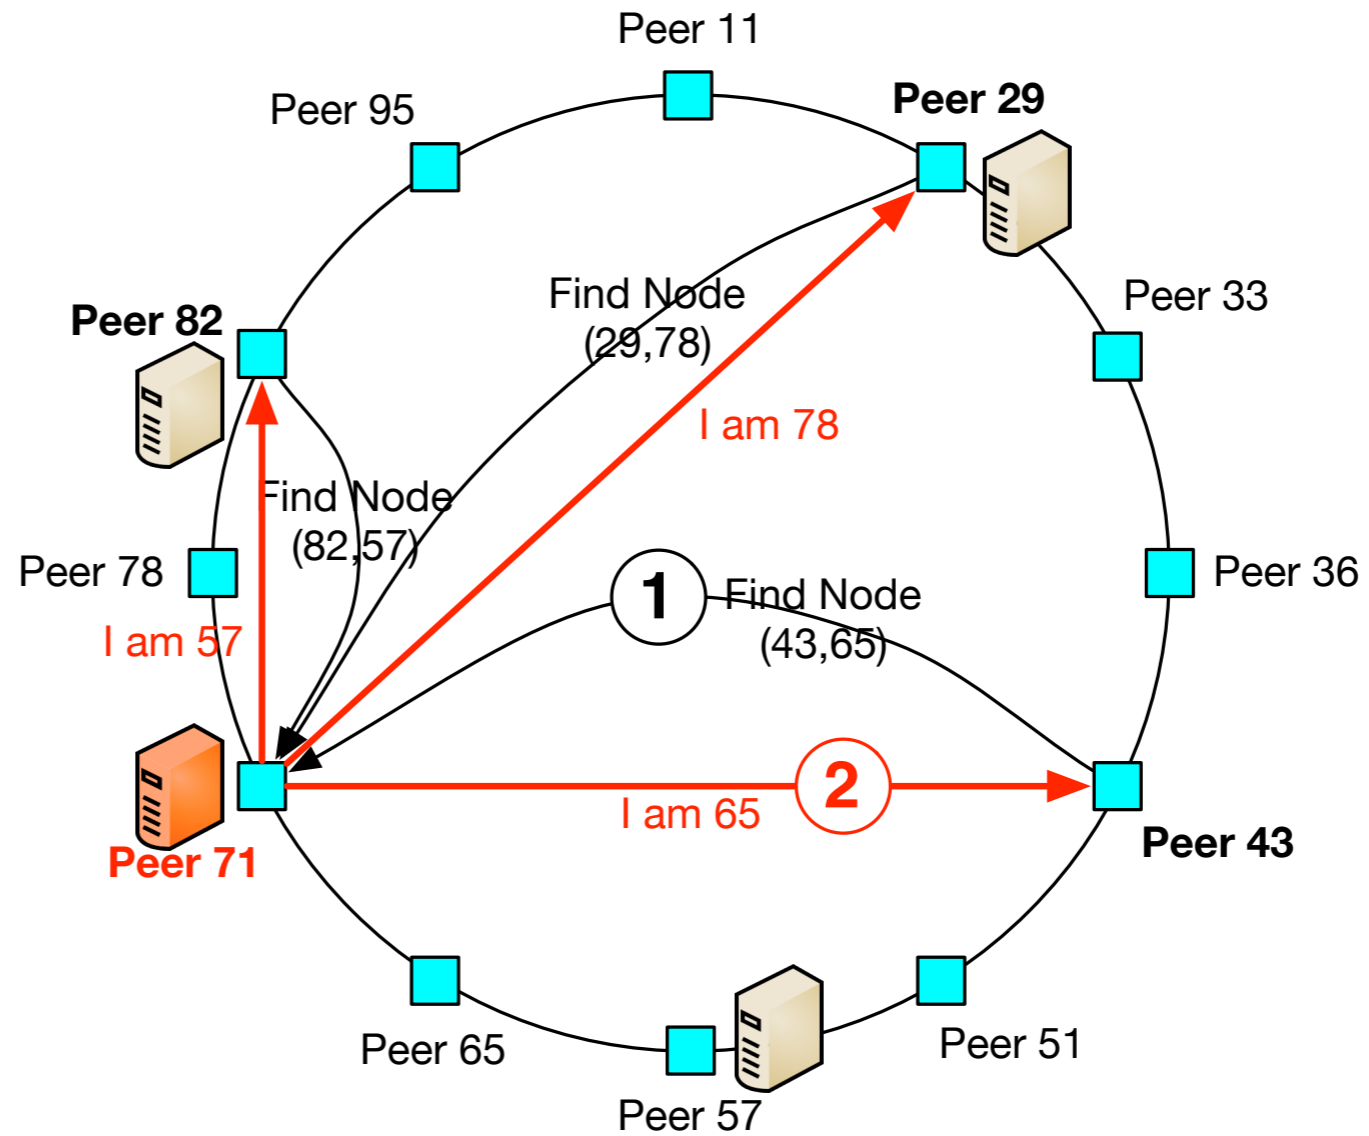 Peer 11
Peer 29
Peer 95
Find Node
(29,78)
Peer 33
Peer 82
I am 78
Find Node
(82,57)
Peer 78
1
Find Node
(43,65)
Peer 36
I am 57
2
I am 65
Peer 71
Peer 43
Peer 65
Peer 51
Peer 57